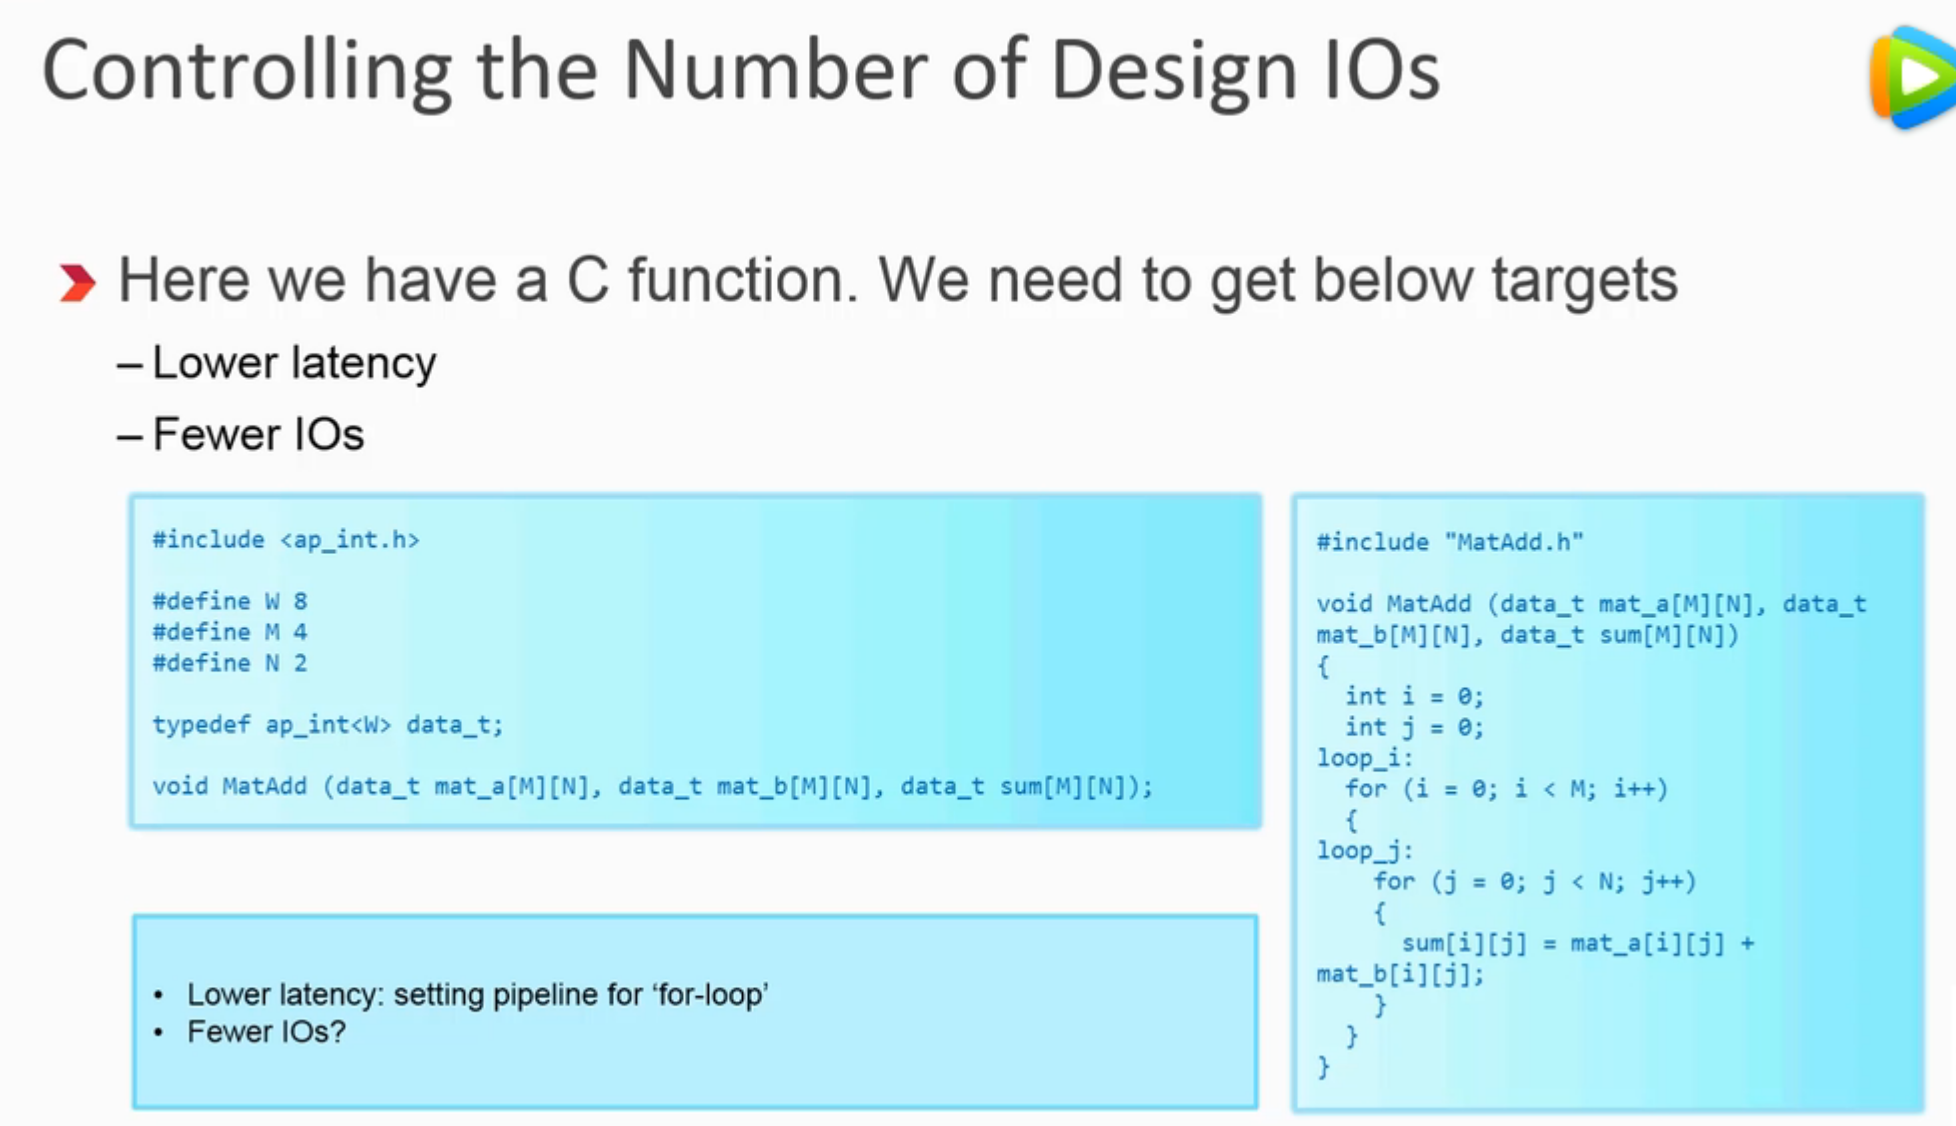 Controlling the Number of Design IOs
Here we have a C function. We need to get below targets
– Lower latency
– Fewer IOs
#include <ap_int.h>
#define W 8
#define M 4
#define N 2
typedef ap_int<W> data_t;
void MatAdd (data_t mat_a[M][N], data_t mat_b[M][N], data_t sum[M][N]);
• Lower latency: setting pipeline for ‘for-loop’
• Fewer IOs?
#include "MatAdd.h"
void MatAdd (data_t mat_a[M][N], data_t
mat_b[M][N], data_t sum[M][N])
{
int i = 0;
int j = 0;
loop_i:
for (i = 0; i < M; i++)
{
loop_j:
for (j = 0; j < N; j++)
{
sum[i][j] = mat_a[i][j] +
mat_b[i][j];
}
}
}